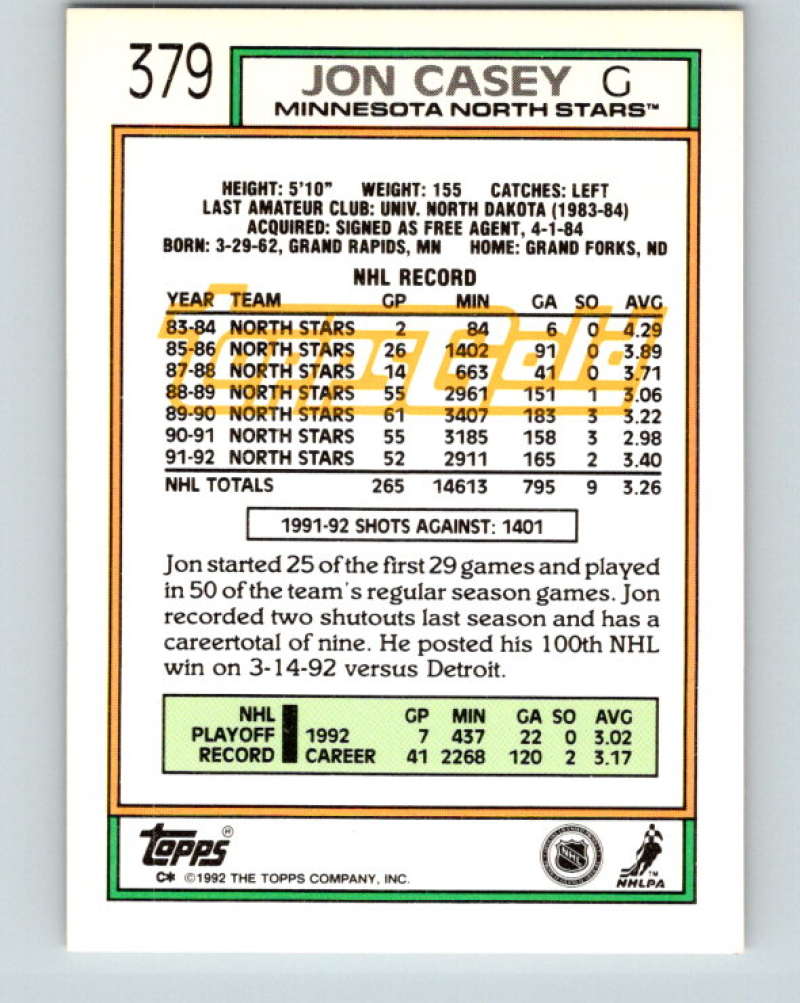 379
JON CASEY G
MINNESOTA NORTH STARS™
HEIGHT: 5'10" WEIGHT: 155 CATCHES: LEFT
LAST AMATEUR CLUB: UNIV. NORTH DAKOTA (1983-84)
ACQUIRED: SIGNED AS FREE AGENT, 4-1-84
BORN: 3-29-62, GRAND RAPIDS, MN HOME: GRAND FORKS, ND
NHL RECORD
YEAR TEAM GP MIN GA SO AVG
83-84 NORTH STARS 2 84 6 0 4.29
85-86 NORTH STARS 26 1402 91 0 3.89
87-88 NORTH STARS 14 663 41 0 3.71
88-89 NORTH STARS 55 2961 151 1 3.06
89-90 NORTH STARS 61 3407 183 3 3.22
90-91 NORTH STARS 55 3185 158 3 2.98
91-92 NORTH STARS 52 2911 165 2 3.40
NHL TOTALS 265 14613 795 9 3.26
Topps Gold
1991-92 SHOTS AGAINST: 1401
Jon started 25 of the first 29 games and played
in 50 of the team's regular season games. Jon
recorded two shutouts last season and has a
careertotal of nine. He posted his 100th NHL
win on 3-14-92 versus Detroit.
NHL GP MIN GA SO AVG
PLAYOFF 1992 7 437 22 0 3.02
RECORD CAREER 41 2268 120 2 3.17
TOPPS®
C* ©1992 THE TOPPS COMPANY, INC.
NHL
™
NHLPA